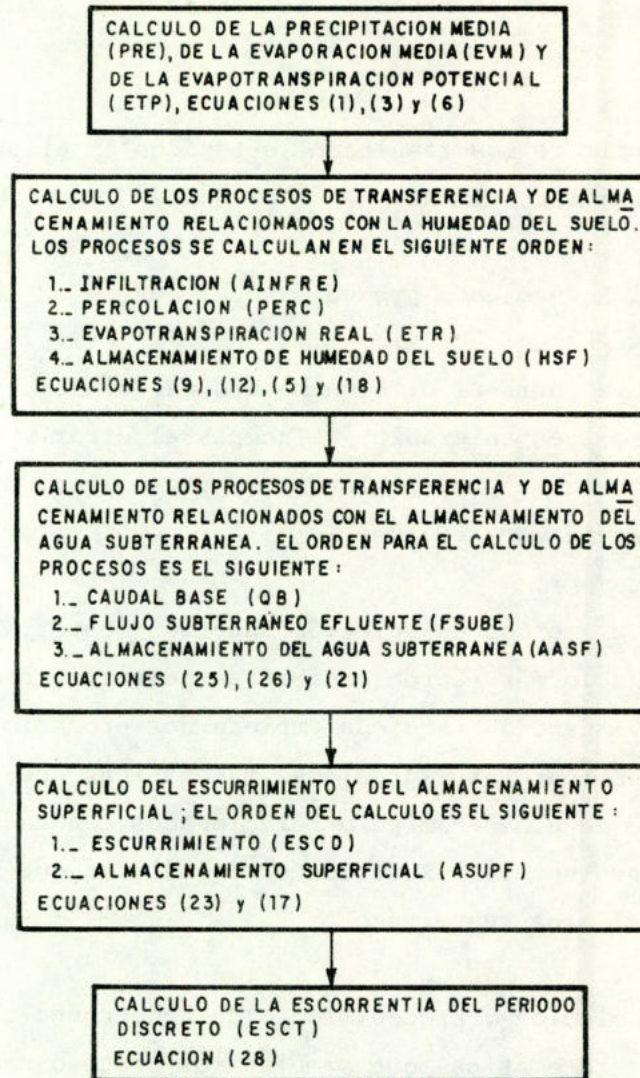 CALCULO DE LA PRECIPITACION MEDIA
(PRE), DE LA EVAPORACION MEDIA (EVM) Y
DE LA EVAPOTRANSPIRACION POTENCIAL
(ETP), ECUACIONES (1), (3) y (6)
CALCULO DE LOS PROCESOS DE TRANSFERENCIA Y DE ALMA
CENAMIENTO RELACIONADOS CON LA HUMEDAD DEL SUELO.
LOS PROCESOS SE CALCULAN EN EL SIGUIENTE ORDEN:
1._ INFILTRACION (AINFRE)
2._ PERCOLACION (PERC)
3._ EVAPOTRANSPIRACION REAL (ETR)
4._ ALMACENAMIENTO DE HUMEDAD DEL SUELO (HSF)
ECUACIONES (9), (12), (5) y (18)
CALCULO DE LOS PROCESOS DE TRANSFERENCIA Y DE ALMA
CENAMIENTO RELACIONADOS CON EL ALMACENAMIENTO DEL
AGUA SUBTERRANEA. EL ORDEN PARA EL CALCULO DE LOS
PROCESOS ES EL SIGUIENTE:
1._ CAUDAL BASE (QB)
2._ FLUJO SUBTERRANEO EFLUENTE (FSUBE)
3._ ALMACENAMIENTO DEL AGUA SUBTERRANEA (AASF)
ECUACIONES (25), (26) y (21)
CALCULO DEL ESCURRIMIENTO Y DEL ALMACENAMIENTO
SUPERFICIAL; EL ORDEN DEL CALCULO ES EL SIGUIENTE:
1._ ESCURRIMIENTO (ESCD)
2._ ALMACENAMIENTO SUPERFICIAL (ASUPF)
ECUACIONES (23) y (17)
CALCULO DE LA ESCORRENTIA DEL PERIODO
DISCRETO (ESCT)
ECUACION (28)